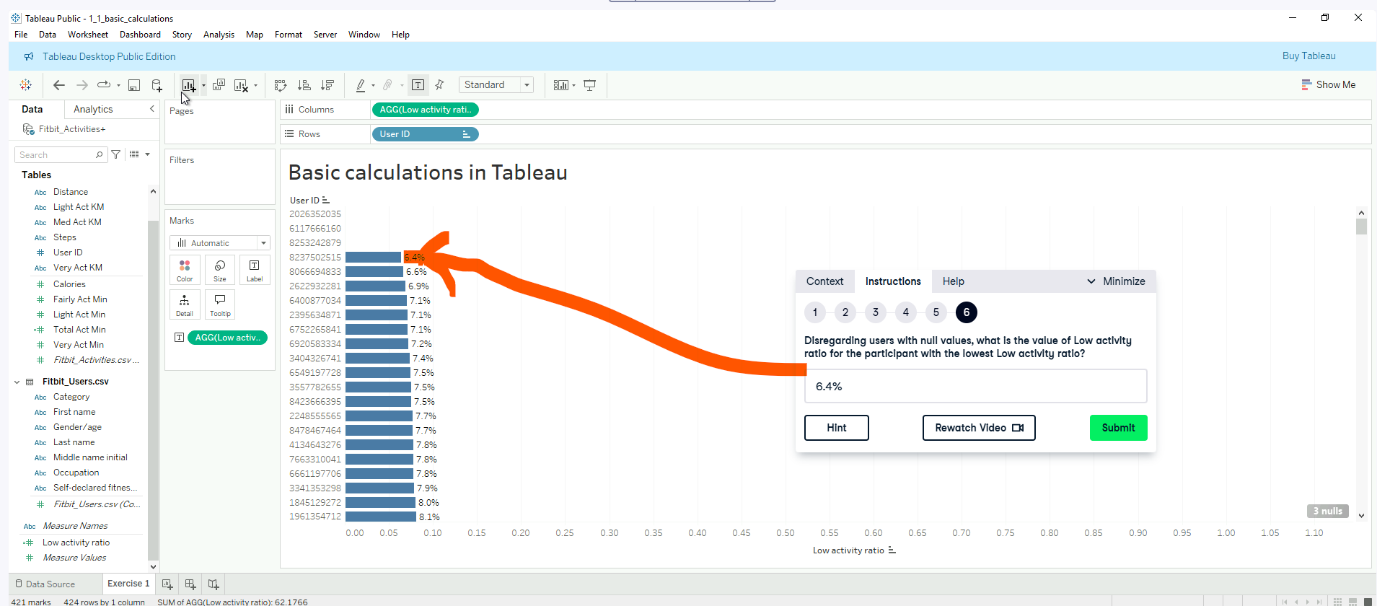 Tableau Public - 1_1_basic_calculations
File Data Worksheet Dashboard Story Analysis Map Format Server Window Help
Tableau Desktop Public Edition
Buy Tableau
Standard
Show Me
Data Analytics
Fitbit_Activities+
Search
Tables
Abc Distance
Abc Light Act KM
Abc Med Act KM
Abc Steps
# User ID
Abc Very Act KM
# Calories
# Fairly Act Min
# Light Act Min
# Total Act Min
# Very Act Min
# Fitbit_Activities.csv ...
Fitbit_Users.csv
Abc Category
Abc First name
Abc Gender/age
Abc Last name
Abc Middle name initial
Abc Occupation
Abc Self-declared fitnes...
# Fitbit_Users.csv (Co...
Abc Measure Names
# Low activity ratio
# Measure Values
Pages
Filters
Marks
Automatic
Color Size Label
Detail Tooltip
AGG(Low activ..
Columns AGG(Low activity rati..
Rows User ID
Basic calculations in Tableau
User ID
2026352035
6117666160
8253242879
8237502515 6.4%
8066694833 6.6%
2622932281 6.9%
6400877034 7.1%
2395634871 7.1%
6752265841 7.1%
6920583334 7.2%
3404326741 7.4%
6549197728 7.5%
3557782655 7.5%
8423666395 7.5%
2248555565 7.7%
8478467464 7.7%
4134643276 7.8%
7663310041 7.8%
6661197706 7.8%
3341353298 7.9%
1845129272 8.0%
1961354712 8.1%
0.00 0.05 0.10 0.15 0.20 0.25 0.30 0.35 0.40 0.45 0.50 0.55 0.60 0.65 0.70 0.75 0.80 0.85 0.90 0.95 1.00 1.05 1.10
Low activity ratio
3 nulls
Context Instructions Help Minimize
1 2 3 4 5 6
Disregarding users with null values, what is the value of Low activity
ratio for the participant with the lowest Low activity ratio?
6.4%
Hint Rewatch Video Submit
Data Source Exercise 1
421 marks 424 rows by 1 column SUM of AGG(Low activity ratio): 62.1766